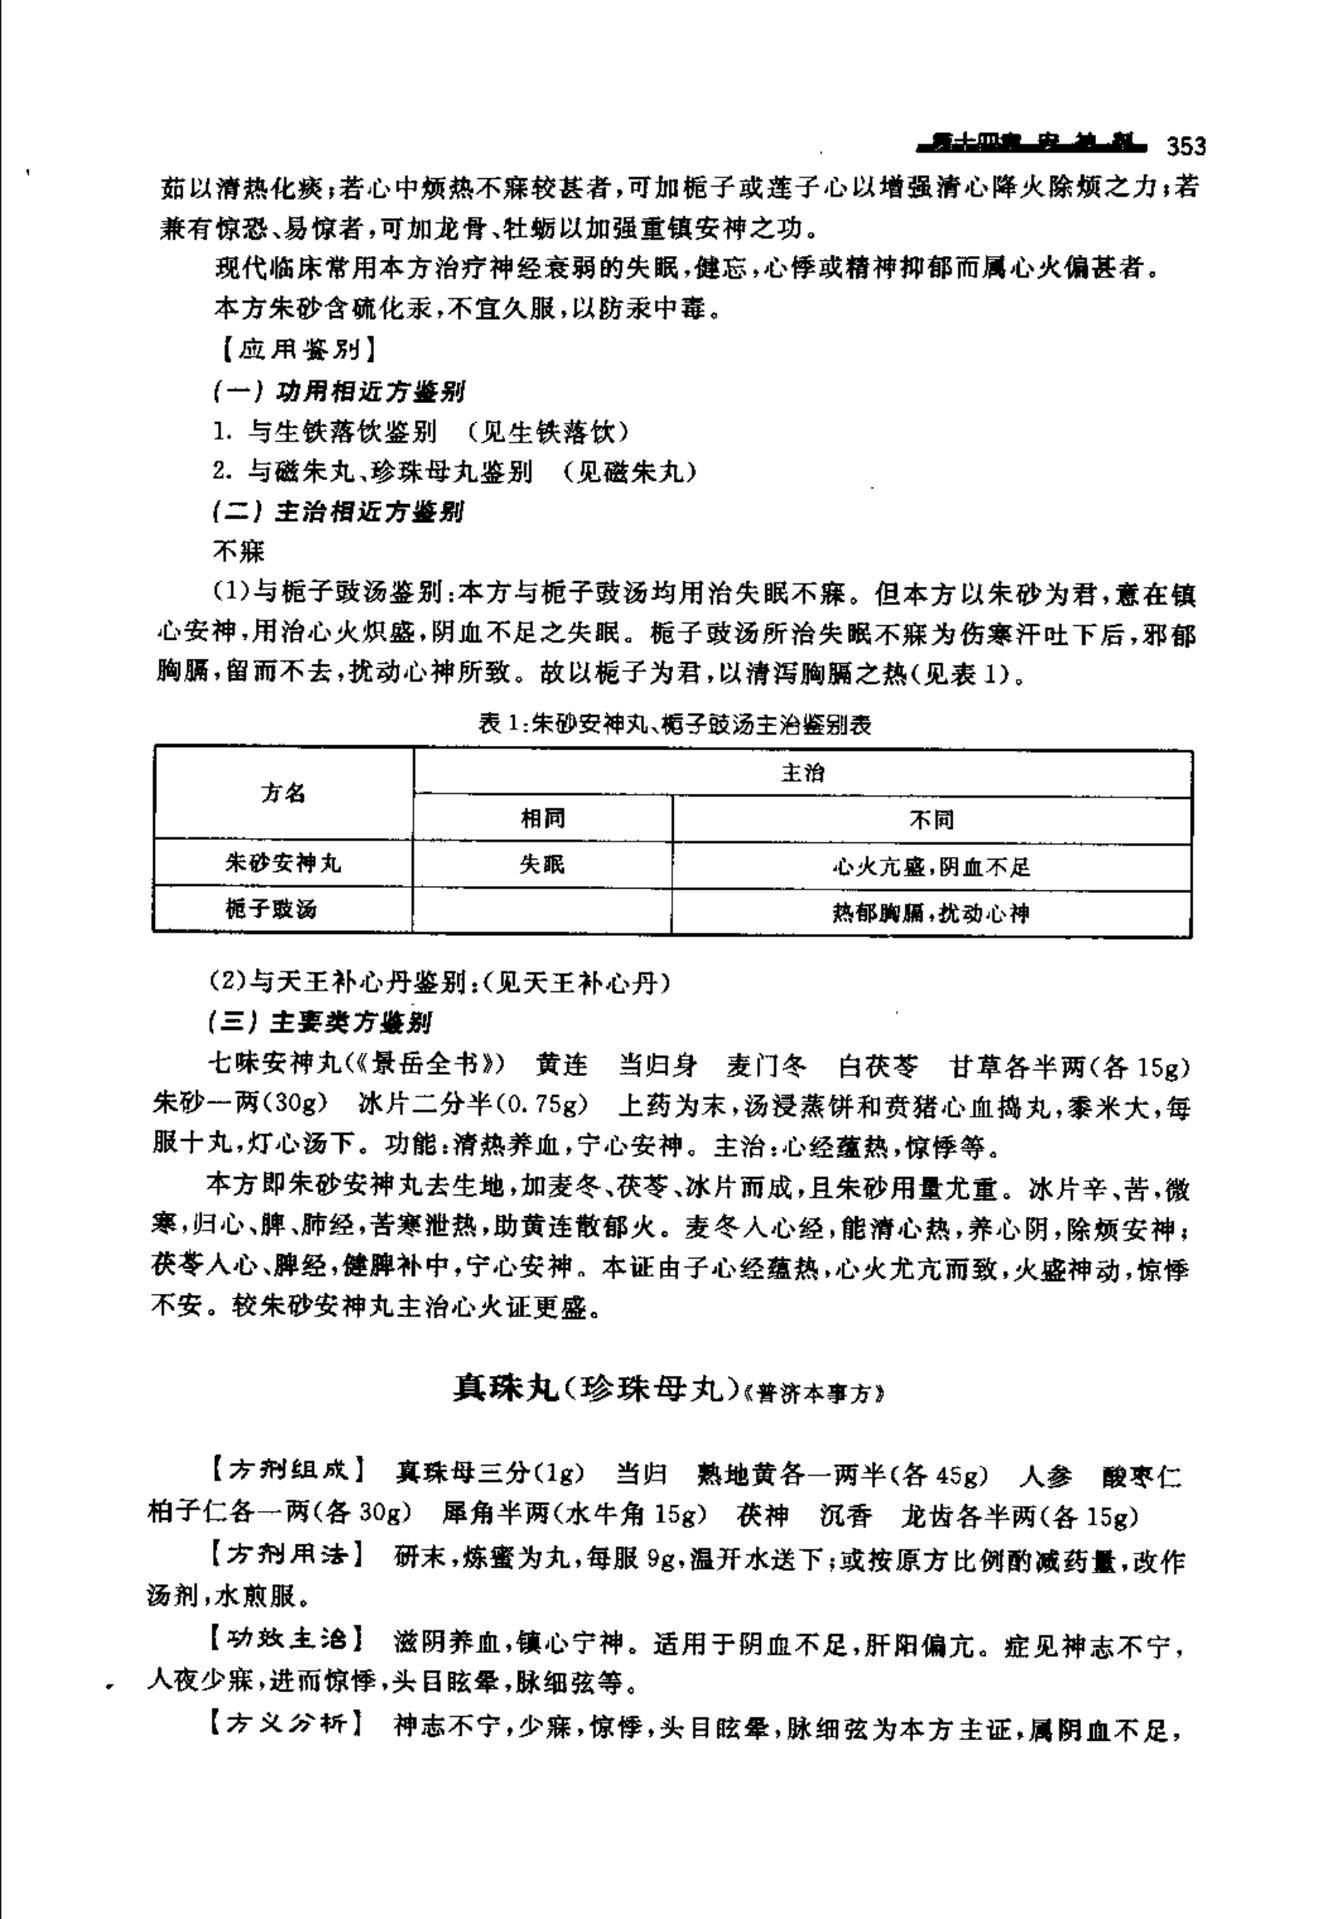 第十四章 安神剂 353
茹以清热化痰;若心中烦热不寐较甚者,可加栀子或莲子心以增强清心降火除烦之力;若
兼有惊恐、易惊者,可加龙骨、牡蛎以加强重镇安神之功。
现代临床常用本方治疗神经衰弱的失眠,健忘,心悸或精神抑郁而属心火偏甚者。
本方朱砂含硫化汞,不宜久服,以防汞中毒。
【应用鉴别】
(一)功用相近方鉴别
1. 与生铁落饮鉴别 (见生铁落饮)
2. 与磁朱丸、珍珠母丸鉴别 (见磁朱丸)
(二)主治相近方鉴别
不寐
(1)与栀子豉汤鉴别:本方与栀子豉汤均用治失眠不寐。但本方以朱砂为君,意在镇
心安神,用治心火炽盛,阴血不足之失眠。栀子豉汤所治失眠不寐为伤寒汗吐下后,邪郁
胸膈,留而不去,扰动心神所致。故以栀子为君,以清泻胸膈之热(见表1)。
表1:朱砂安神丸、栀子豉汤主治鉴别表
方名 主治
相同 不同
朱砂安神丸 失眠 心火亢盛,阴血不足
栀子豉汤 热郁胸膈,扰动心神
(2)与天王补心丹鉴别:(见天王补心丹)
(三)主要类方鉴别
七味安神丸(《景岳全书》) 黄连 当归身 麦门冬 白茯苓 甘草各半两(各15g)
朱砂一两(30g) 冰片二分半(0.75g) 上药为末,汤浸蒸饼和贲猪心血捣丸,黍米大,每
服十丸,灯心汤下。功能:清热养血,宁心安神。主治:心经蕴热,惊悸等。
本方即朱砂安神丸去生地,加麦冬、茯苓、冰片而成,且朱砂用量尤重。冰片辛、苦,微
寒,归心、脾、肺经,苦寒泄热,助黄连散郁火。麦冬人心经,能清心热,养心阴,除烦安神;
茯苓人心、脾经,健脾补中,宁心安神。本证由子心经蕴热,心火尤亢而致,火盛神动,惊悸
不安。较朱砂安神丸主治心火证更盛。
真珠丸(珍珠母丸)《普济本事方》
【方剂组成】 真珠母三分(1g) 当归 熟地黄各一两半(各45g) 人参 酸枣仁
柏子仁各一两(各30g) 犀角半两(水牛角15g) 茯神 沉香 龙齿各半两(各15g)
【方剂用法】 研末,炼蜜为丸,每服9g,温开水送下;或按原方比例酌减药量,改作
汤剂,水煎服。
【功效主治】 滋阴养血,镇心宁神。适用于阴血不足,肝阳偏亢。症见神志不宁,
人夜少寐,进而惊悸,头目眩晕,脉细弦等。
【方义分析】 神志不宁,少寐,惊悸,头目眩晕,脉细弦为本方主证,属阴血不足,